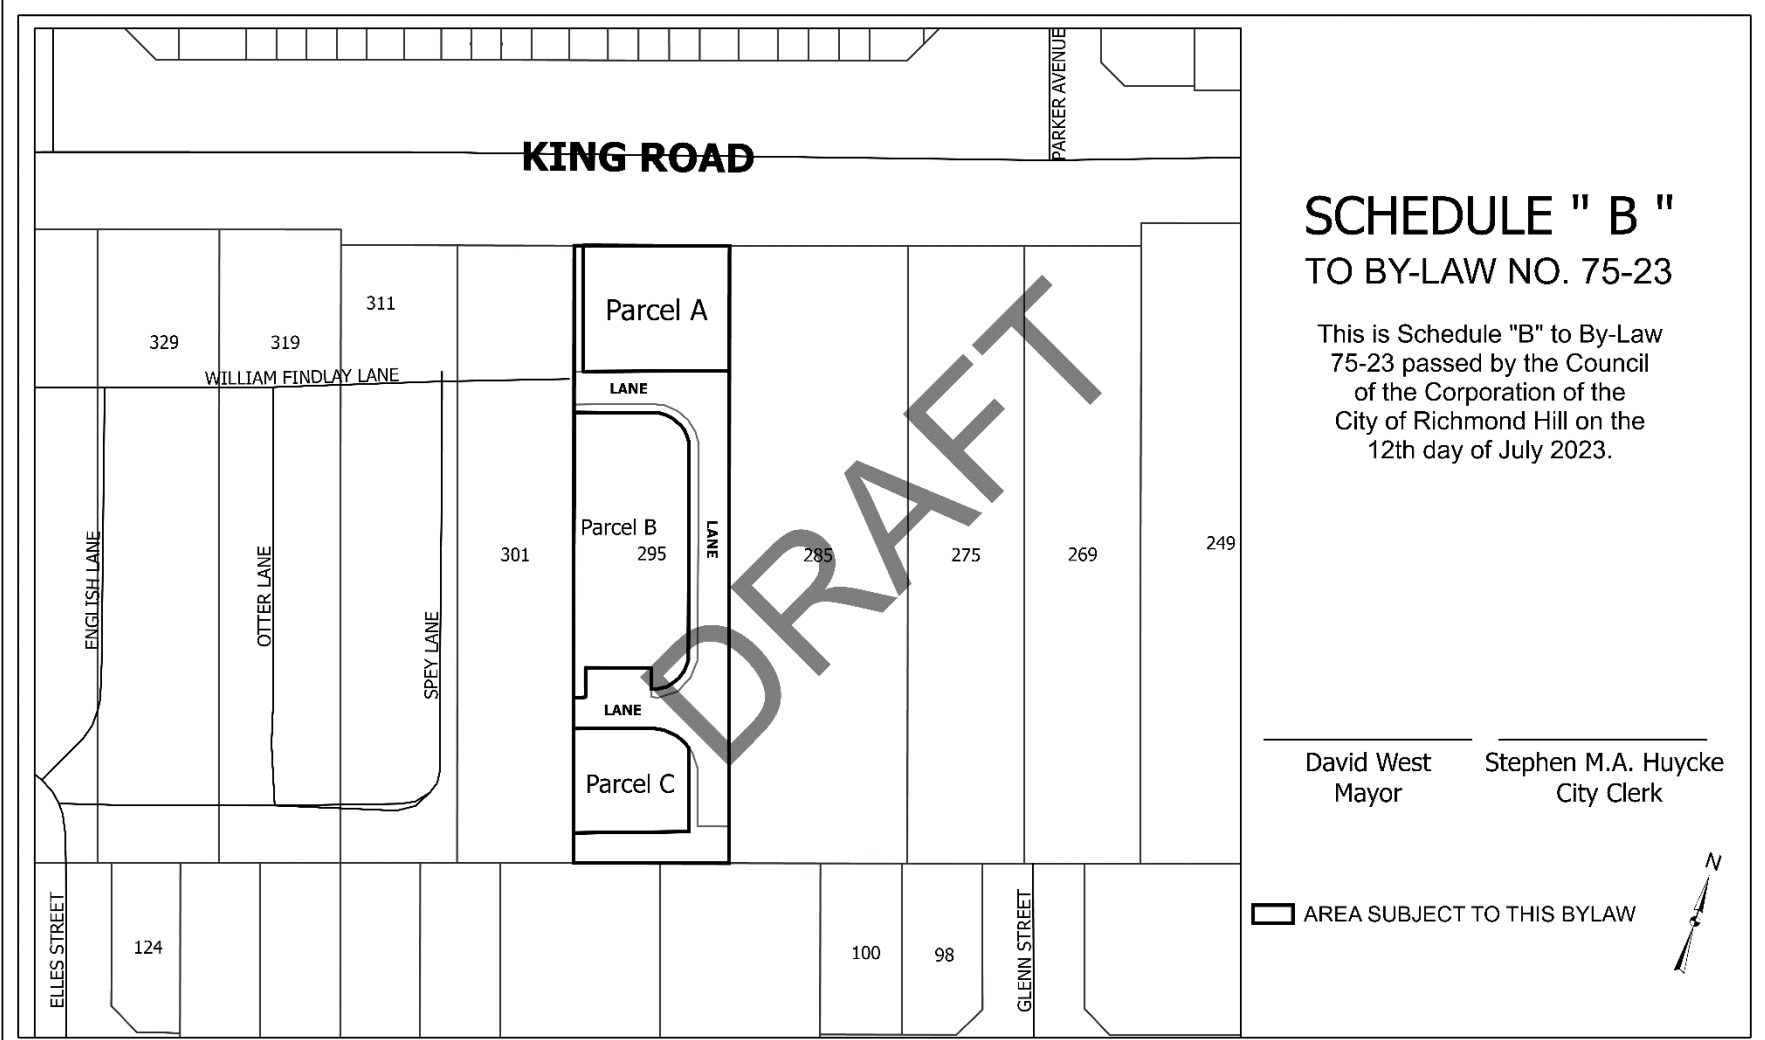 PARKER AVENUE
KING ROAD
SCHEDULE " B "
TO BY-LAW NO. 75-23
This is Schedule "B" to By-Law
75-23 passed by the Council
of the Corporation of the
City of Richmond Hill on the
12th day of July 2023.
329
319
311
Parcel A
WILLIAM FINDLAY LANE
LANE
ENGLISH LANE
OTTER LANE
SPEY LANE
301
Parcel B
295
LANE
285
275
269
249
DRAFT
LANE
Parcel C
David West
Mayor
Stephen M.A. Huycke
City Clerk
N
AREA SUBJECT TO THIS BYLAW
ELLES STREET
124
100
98
GLENN STREET